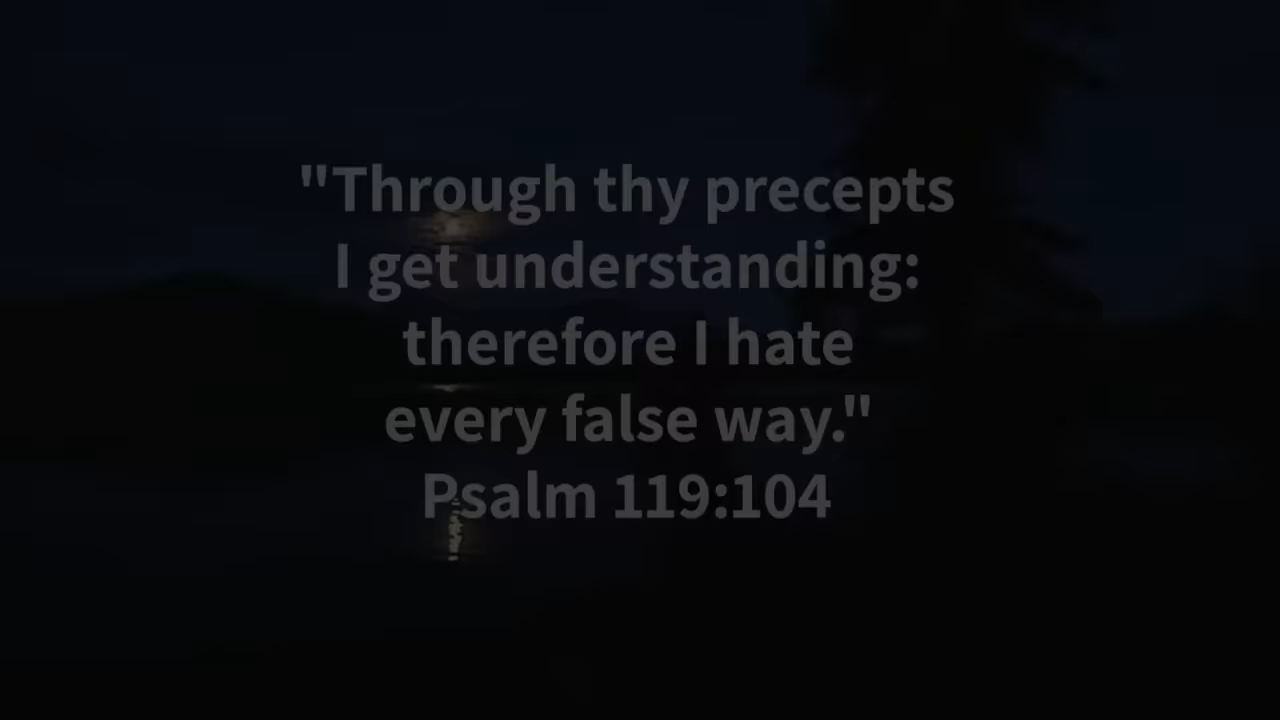 "Through thy precepts
I get understanding:
therefore I hate
every false way."
Psalm 119:104